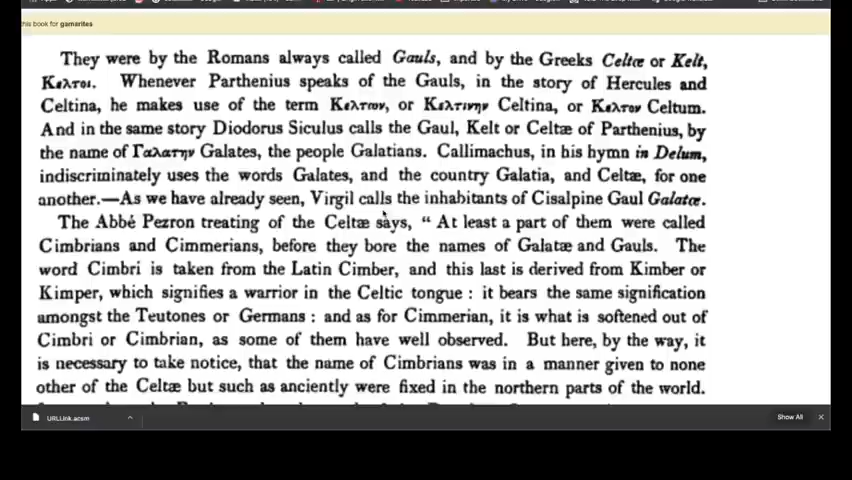 his book for gamarites
They were by the Romans always called Gauls, and by the Greeks Celtæ or Kelt,
Κελτοι. Whenever Parthenius speaks of the Gauls, in the story of Hercules and
Celtina, he makes use of the term Κελτων, or Κελτινην Celtina, or Κελτον Celtum.
And in the same story Diodorus Siculus calls the Gaul, Kelt or Celtæ of Parthenius, by
the name of Γαλατην Galates, the people Galatians. Callimachus, in his hymn in Delum,
indiscriminately uses the words Galates, and the country Galatia, and Celtæ, for one
another.—As we have already seen, Virgil calls the inhabitants of Cisalpine Gaul Galatæ.
The Abbé Pezron treating of the Celtæ says, “ At least a part of them were called
Cimbrians and Cimmerians, before they bore the names of Galatæ and Gauls. The
word Cimbri is taken from the Latin Cimber, and this last is derived from Kimber or
Kimper, which signifies a warrior in the Celtic tongue : it bears the same signification
amongst the Teutones or Germans : and as for Cimmerian, it is what is softened out of
Cimbri or Cimbrian, as some of them have well observed. But here, by the way, it
is necessary to take notice, that the name of Cimbrians was in a manner given to none
other of the Celtæ but such as anciently were fixed in the northern parts of the world.
URLLink.acsm
Show All